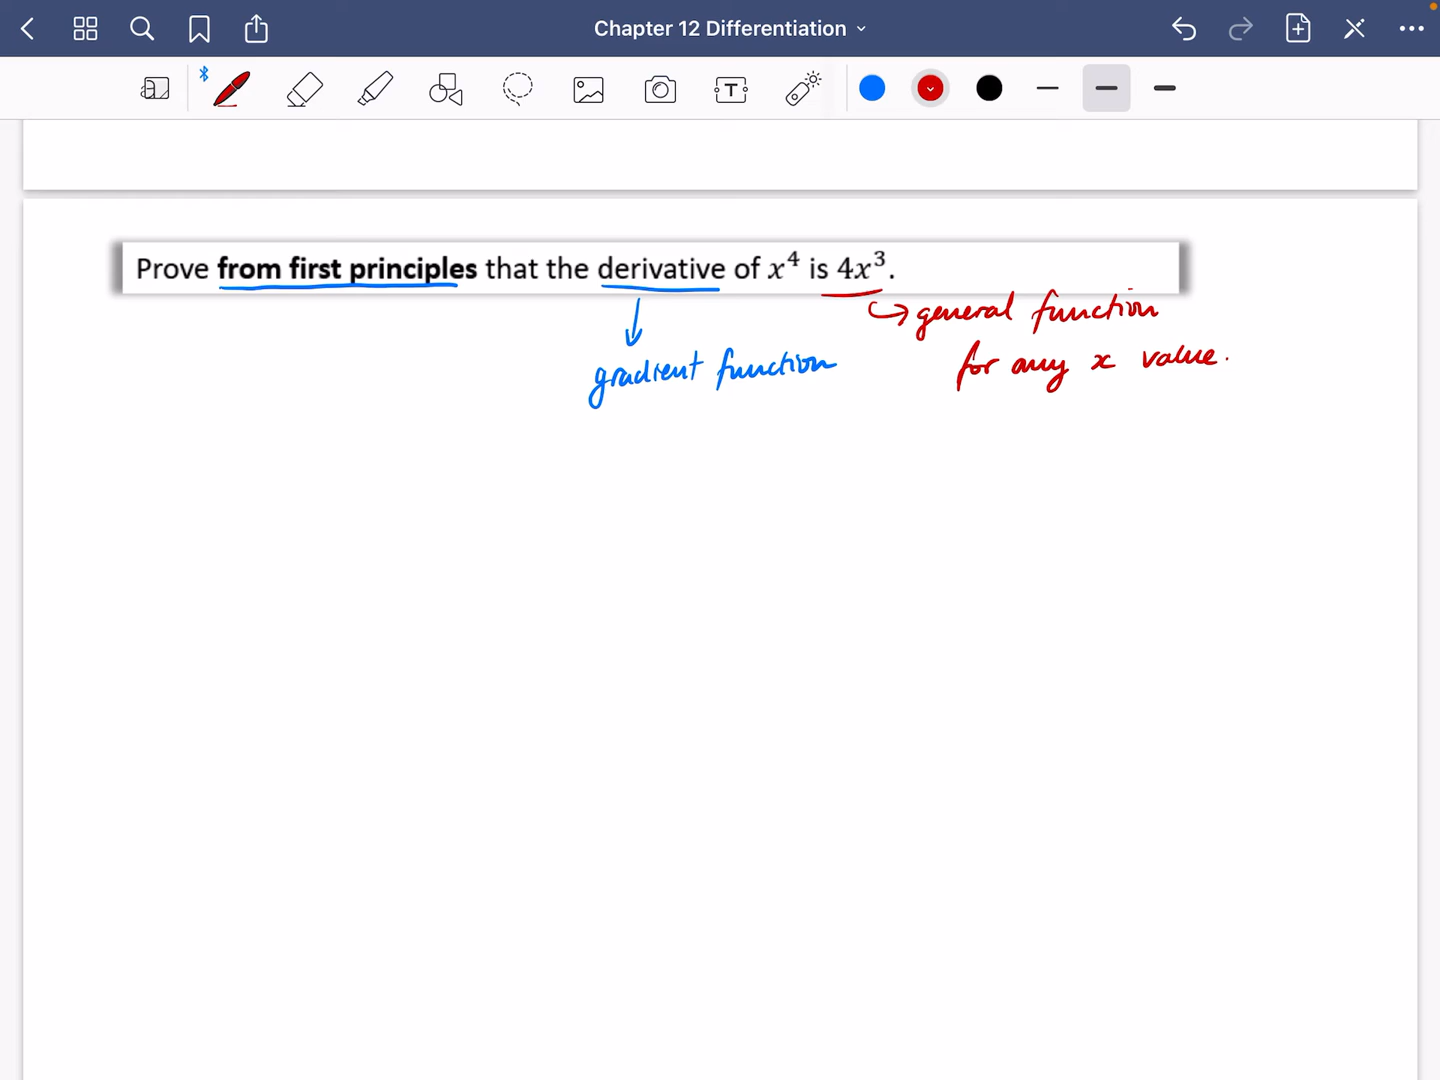 Chapter 12 Differentiation
Prove from first principles that the derivative of x⁴ is 4x³.
general function
for any x value.
gradient function